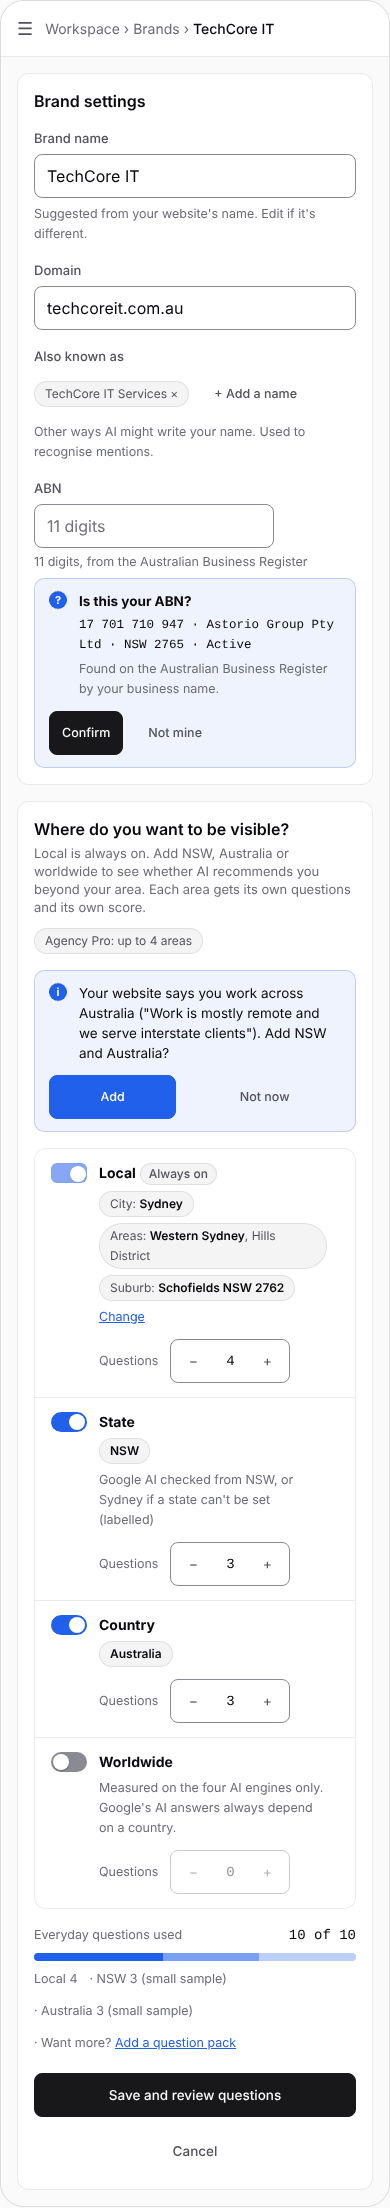 ☰ Workspace › Brands › TechCore IT
Brand settings
Brand name
TechCore IT
Suggested from your website's name. Edit if it's
different.
Domain
techcoreit.com.au
Also known as
TechCore IT Services × + Add a name
Other ways AI might write your name. Used to
recognise mentions.
ABN
11 digits
11 digits, from the Australian Business Register
? Is this your ABN?
17 701 710 947 · Astorio Group Pty
Ltd · NSW 2765 · Active
Found on the Australian Business Register
by your business name.
Confirm Not mine
Where do you want to be visible?
Local is always on. Add NSW, Australia or
worldwide to see whether AI recommends you
beyond your area. Each area gets its own questions
and its own score.
Agency Pro: up to 4 areas
i Your website says you work across
Australia ("Work is mostly remote and
we serve interstate clients"). Add NSW
and Australia?
Add Not now
Local Always on
City: Sydney
Areas: Western Sydney, Hills
District
Suburb: Schofields NSW 2762
Change
Questions − 4 +
State
NSW
Google AI checked from NSW, or
Sydney if a state can't be set
(labelled)
Questions − 3 +
Country
Australia
Questions − 3 +
Worldwide
Measured on the four AI engines only.
Google's AI answers always depend
on a country.
Questions − 0 +
Everyday questions used 10 of 10
Local 4 · NSW 3 (small sample)
· Australia 3 (small sample)
· Want more? Add a question pack
Save and review questions
Cancel